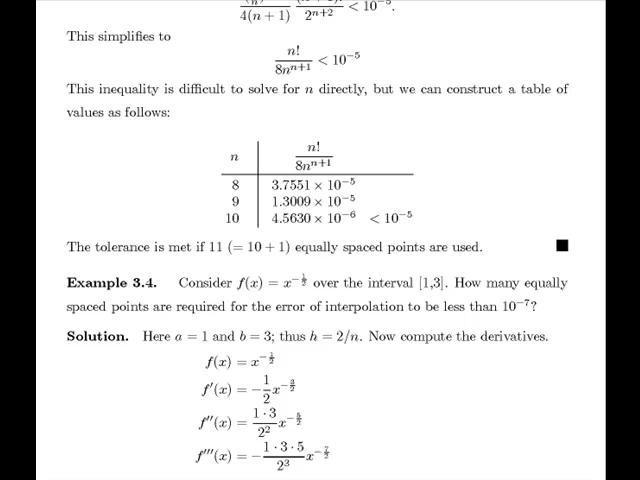 4(n + 1) 2^{n+2} < 10^{−5}.
This simplifies to
n! / 8n^{n+1} < 10^{−5}
This inequality is difficult to solve for n directly, but we can construct a table of
values as follows:
n | n! / 8n^{n+1}
8 | 3.7551 × 10^{−5}
9 | 1.3009 × 10^{−5}
10 | 4.5630 × 10^{−6} < 10^{−5}
The tolerance is met if 11 (= 10 + 1) equally spaced points are used. ■
Example 3.4. Consider f(x) = x^{−1/2} over the interval [1,3]. How many equally
spaced points are required for the error of interpolation to be less than 10^{−7}?
Solution. Here a = 1 and b = 3; thus h = 2/n. Now compute the derivatives.
f(x) = x^{−1/2}
f′(x) = −1/2 x^{−3/2}
f″(x) = 1 · 3 / 2^2 x^{−5/2}
f‴(x) = −1 · 3 · 5 / 2^3 x^{−7/2}